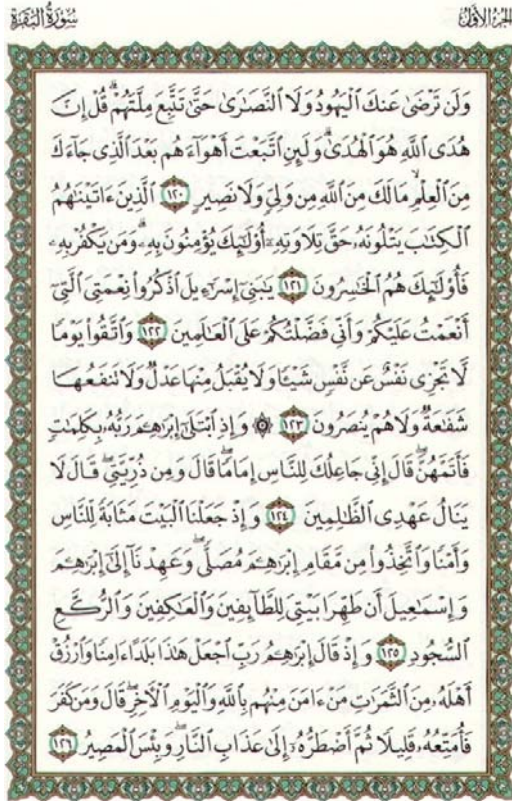 سُورَةُ البَقَرَةِ
الجُزْءُ الأَوَّلُ
وَلَن تَرْضَىٰ عَنكَ ٱلْيَهُودُ وَلَا ٱلنَّصَٰرَىٰ حَتَّىٰ تَتَّبِعَ مِلَّتَهُمْ ۗ قُلْ إِنَّ
هُدَى ٱللَّهِ هُوَ ٱلْهُدَىٰ ۗ وَلَئِنِ ٱتَّبَعْتَ أَهْوَآءَهُم بَعْدَ ٱلَّذِى جَآءَكَ
مِنَ ٱلْعِلْمِ ۙ مَا لَكَ مِنَ ٱللَّهِ مِن وَلِىٍّ وَلَا نَصِيرٍ ١٢٠ ٱلَّذِينَ ءَاتَيْنَٰهُمُ
ٱلْكِتَٰبَ يَتْلُونَهُۥ حَقَّ تِلَاوَتِهِۦٓ أُو۟لَٰٓئِكَ يُؤْمِنُونَ بِهِۦ ۗ وَمَن يَكْفُرْ بِهِۦ
فَأُو۟لَٰٓئِكَ هُمُ ٱلْخَٰسِرُونَ ١٢١ يَٰبَنِىٓ إِسْرَٰٓءِيلَ ٱذْكُرُوا۟ نِعْمَتِىَ ٱلَّتِىٓ
أَنْعَمْتُ عَلَيْكُمْ وَأَنِّى فَضَّلْتُكُمْ عَلَى ٱلْعَٰلَمِينَ ١٢٢ وَٱتَّقُوا۟ يَوْمًا
لَّا تَجْزِى نَفْسٌ عَن نَّفْسٍ شَيْـًٔا وَلَا يُقْبَلُ مِنْهَا عَدْلٌ وَلَا تَنفَعُهَا
شَفَٰعَةٌ وَلَا هُمْ يُنصَرُونَ ١٢٣ ۞ وَإِذِ ٱبْتَلَىٰٓ إِبْرَٰهِـۧمَ رَبُّهُۥ بِكَلِمَٰتٍ
فَأَتَمَّهُنَّ ۖ قَالَ إِنِّى جَاعِلُكَ لِلنَّاسِ إِمَامًا ۖ قَالَ وَمِن ذُرِّيَّتِى ۖ قَالَ لَا
يَنَالُ عَهْدِى ٱلظَّٰلِمِينَ ١٢٤ وَإِذْ جَعَلْنَا ٱلْبَيْتَ مَثَابَةً لِّلنَّاسِ
وَأَمْنًا وَٱتَّخِذُوا۟ مِن مَّقَامِ إِبْرَٰهِـۧمَ مُصَلًّى ۖ وَعَهِدْنَآ إِلَىٰٓ إِبْرَٰهِـۧمَ
وَإِسْمَٰعِيلَ أَن طَهِّرَا بَيْتِىَ لِلطَّآئِفِينَ وَٱلْعَٰكِفِينَ وَٱلرُّكَّعِ
ٱلسُّجُودِ ١٢٥ وَإِذْ قَالَ إِبْرَٰهِـۧمُ رَبِّ ٱجْعَلْ هَٰذَا بَلَدًا ءَامِنًا وَٱرْزُقْ
أَهْلَهُۥ مِنَ ٱلثَّمَرَٰتِ مَنْ ءَامَنَ مِنْهُم بِٱللَّهِ وَٱلْيَوْمِ ٱلْءَاخِرِ ۖ قَالَ وَمَن كَفَرَ
فَأُمَتِّعُهُۥ قَلِيلًا ثُمَّ أَضْطَرُّهُۥٓ إِلَىٰ عَذَابِ ٱلنَّارِ ۖ وَبِئْسَ ٱلْمَصِيرُ ١٢٦